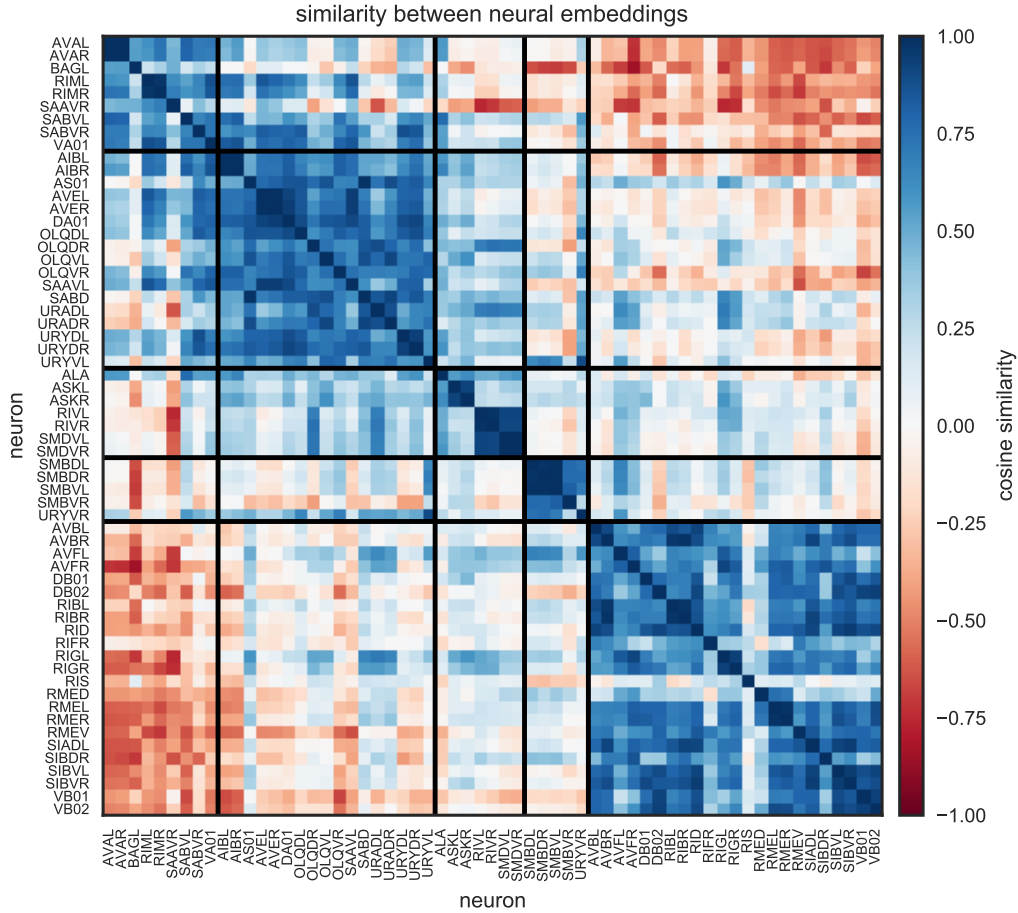 similarity between neural embeddings
AVAL
AVAR
BAGL
RIML
RIMR
SAAVR
SABVL
SABVR
VA01
AIBL
AIBR
AS01
AVEL
AVER
DA01
OLQDL
OLQDR
OLQVL
OLQVR
SAAVL
SABD
URADL
URADR
URYDL
URYDR
URYVL
ALA
ASKL
ASKR
RIVL
RIVR
SMDVL
SMDVR
SMBDL
SMBDR
SMBVL
SMBVR
URYVR
AVBL
AVBR
AVFL
AVFR
DB01
DB02
RIBL
RIBR
RID
RIFR
RIGL
RIGR
RIS
RMED
RMEL
RMER
RMEV
SIADL
SIBDR
SIBVL
SIBVR
VB01
VB02
neuron
AVAL
AVAR
BAGL
RIML
RIMR
SAAVR
SABVL
SABVR
VA01
AIBL
AIBR
AS01
AVEL
AVER
DA01
OLQDL
OLQDR
OLQVL
OLQVR
SAAVL
SABD
URADL
URADR
URYDL
URYDR
URYVL
ALA
ASKL
ASKR
RIVL
RIVR
SMDVL
SMDVR
SMBDL
SMBDR
SMBVL
SMBVR
URYVR
AVBL
AVBR
AVFL
AVFR
DB01
DB02
RIBL
RIBR
RID
RIFR
RIGL
RIGR
RIS
RMED
RMEL
RMER
RMEV
SIADL
SIBDR
SIBVL
SIBVR
VB01
VB02
neuron
1.00
0.75
0.50
0.25
0.00
−0.25
−0.50
−0.75
−1.00
cosine similarity